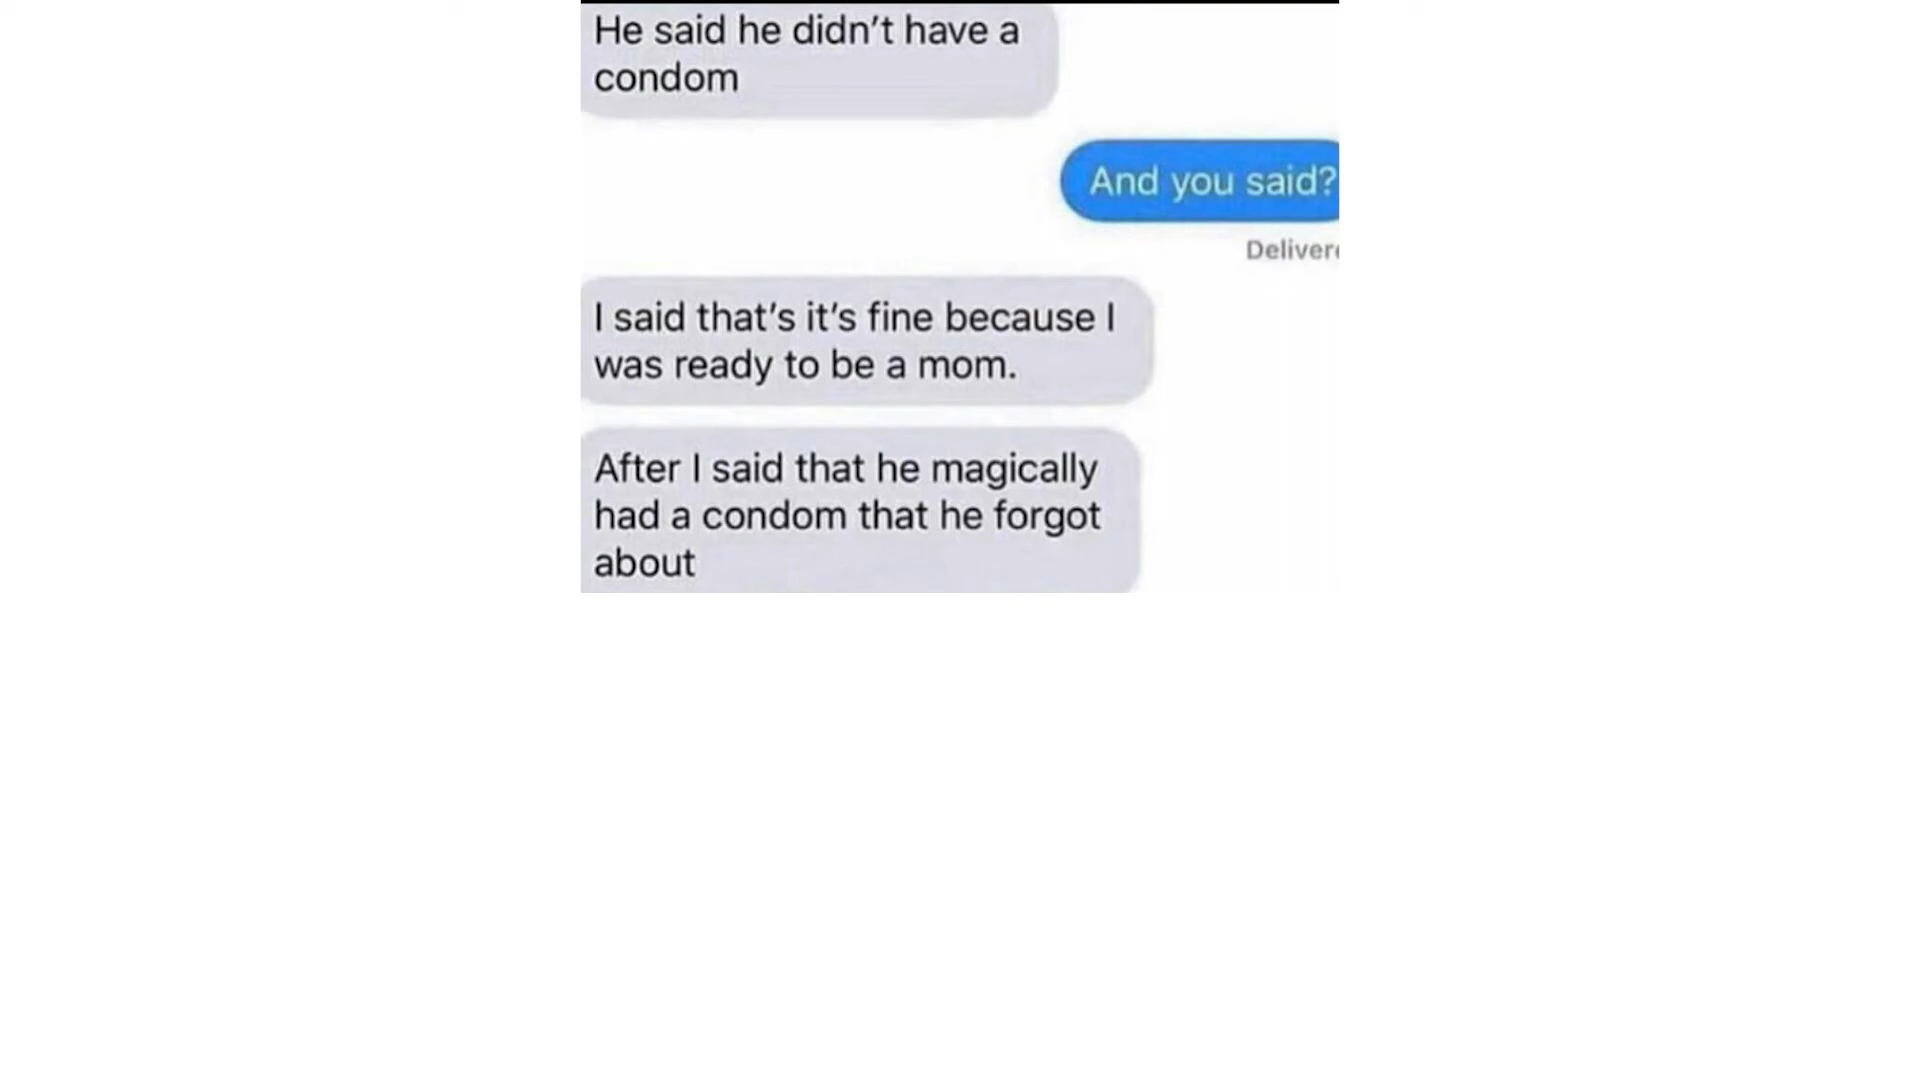 He said he didn't have a
condom
And you said?
I said that's it's fine because I
was ready to be a mom.
After I said that he magically
had a condom that he forgot
about